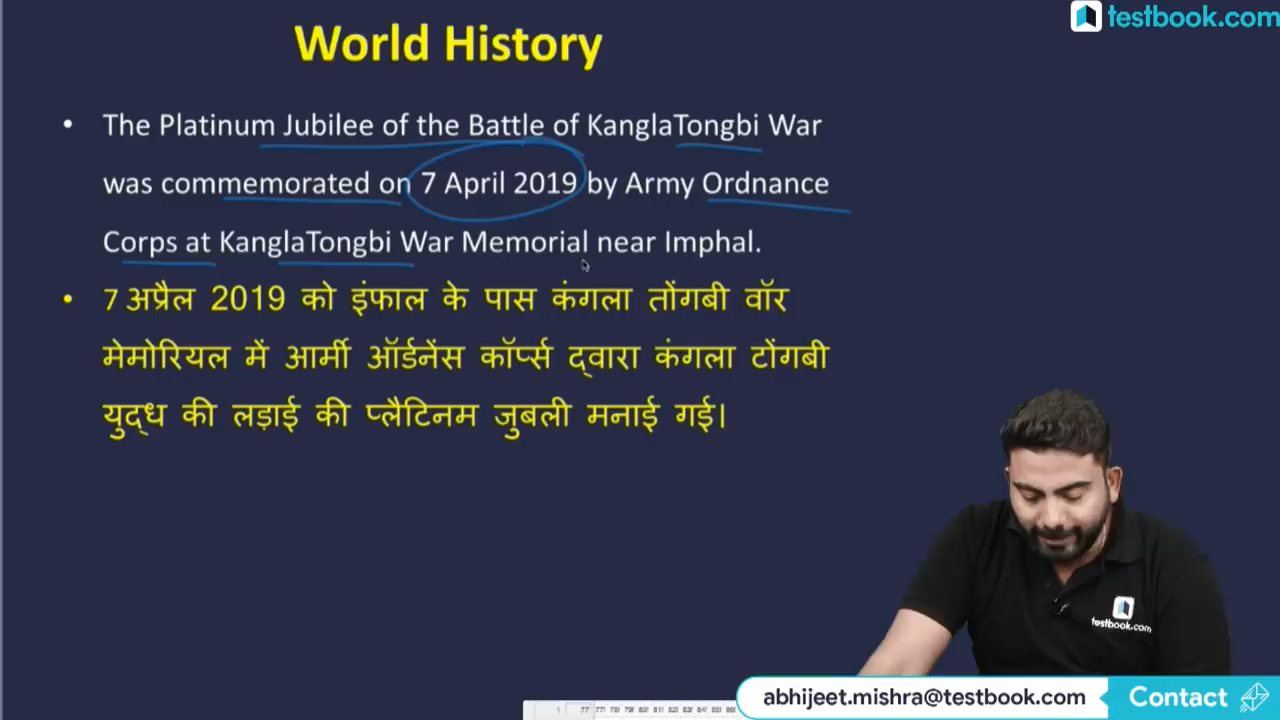 testbook.com
World History
• The Platinum Jubilee of the Battle of KanglaTongbi War
was commemorated on 7 April 2019 by Army Ordnance
Corps at KanglaTongbi War Memorial near Imphal.
• 7 अप्रैल 2019 को इंफाल के पास कंगला तोंगबी वॉर
मेमोरियल में आर्मी ऑर्डनेंस कॉर्प्स द्वारा कंगला टोंगबी
युद्ध की लड़ाई की प्लैटिनम जुबली मनाई गई।
testbook.com
abhijeet.mishra@testbook.com Contact